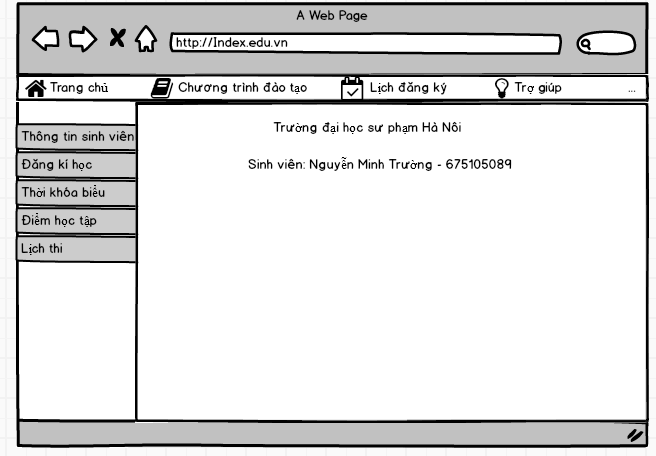 A Web Page
http://Index.edu.vn
Trang chủ Chương trình đào tạo Lịch đăng ký Trợ giúp ...
Thông tin sinh viên
Đăng kí học
Thời khóa biểu
Điểm học tập
Lịch thi
Trường đại học sư phạm Hà Nôi
Sinh viên: Nguyễn Minh Trường - 675105089